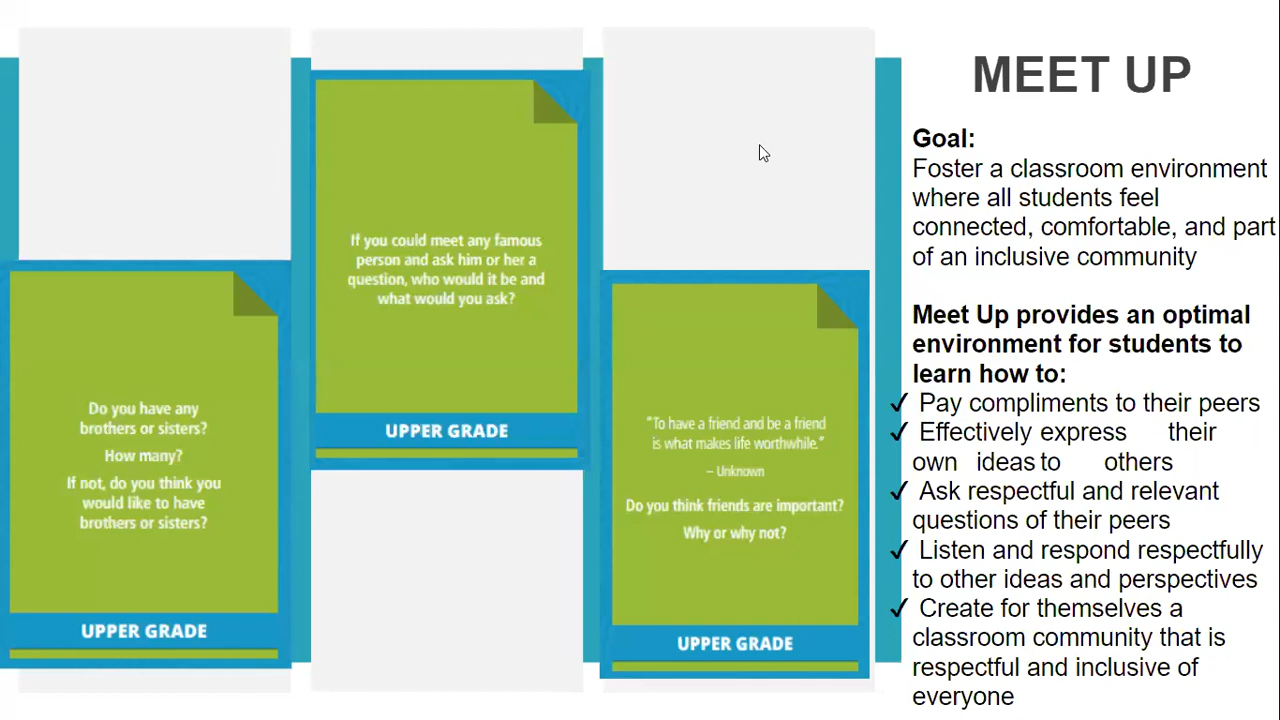 Do you have any
brothers or sisters?
How many?
If not, do you think you
would like to have
brothers or sisters?
UPPER GRADE
If you could meet any famous
person and ask him or her a
question, who would it be and
what would you ask?
UPPER GRADE
"To have a friend and be a friend
is what makes life worthwhile."
– Unknown
Do you think friends are important?
Why or why not?
UPPER GRADE
MEET UP
Goal:
Foster a classroom environment
where all students feel
connected, comfortable, and part
of an inclusive community
Meet Up provides an optimal
environment for students to
learn how to:
✓ Pay compliments to their peers
✓ Effectively express their
own ideas to others
✓ Ask respectful and relevant
questions of their peers
✓ Listen and respond respectfully
to other ideas and perspectives
✓ Create for themselves a
classroom community that is
respectful and inclusive of
everyone